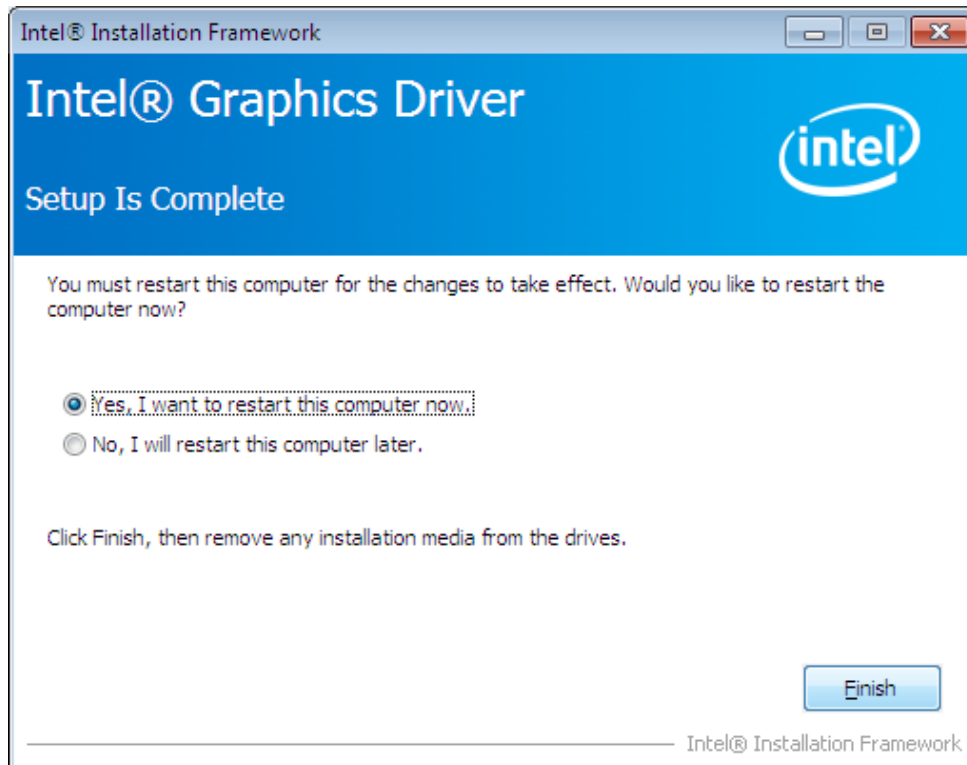 Intel® Installation Framework
Intel® Graphics Driver
intel
Setup Is Complete
You must restart this computer for the changes to take effect. Would you like to restart the
computer now?
Yes, I want to restart this computer now.
No, I will restart this computer later.
Click Finish, then remove any installation media from the drives.
Finish
Intel® Installation Framework